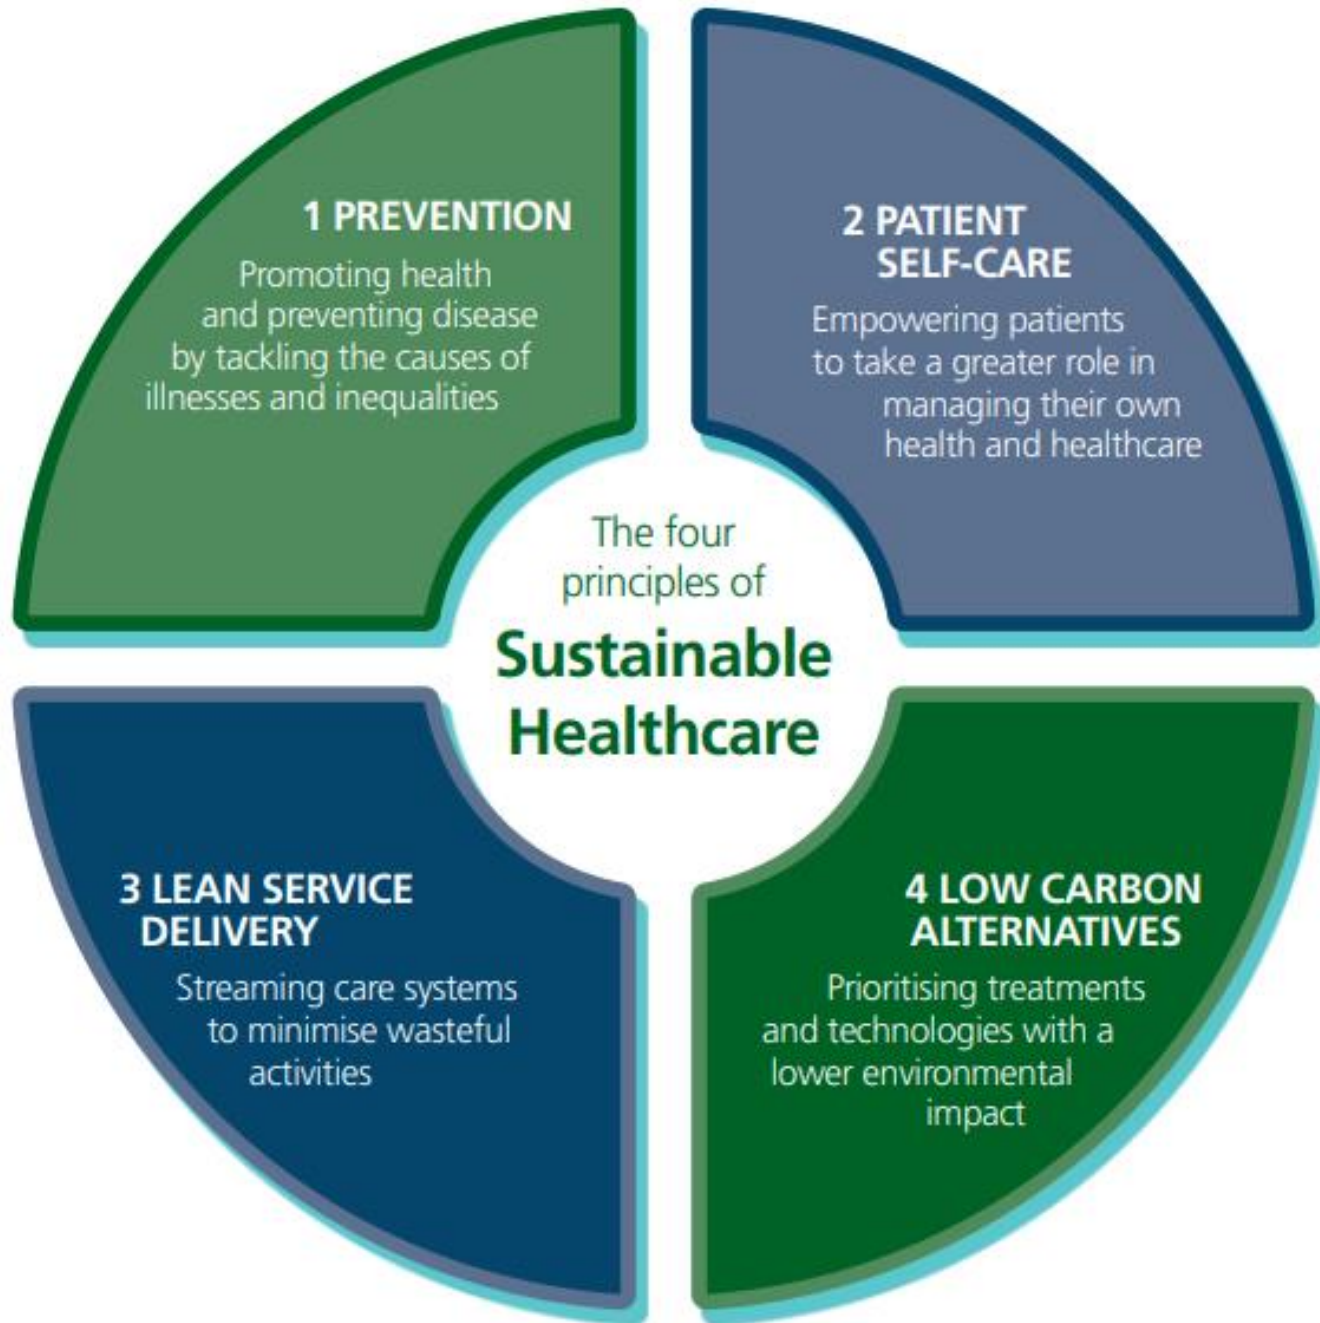 1 PREVENTION
Promoting health
and preventing disease
by tackling the causes of
illnesses and inequalities
2 PATIENT
SELF-CARE
Empowering patients
to take a greater role in
managing their own
health and healthcare
The four
principles of
Sustainable
Healthcare
3 LEAN SERVICE
DELIVERY
Streaming care systems
to minimise wasteful
activities
4 LOW CARBON
ALTERNATIVES
Prioritising treatments
and technologies with a
lower environmental
impact